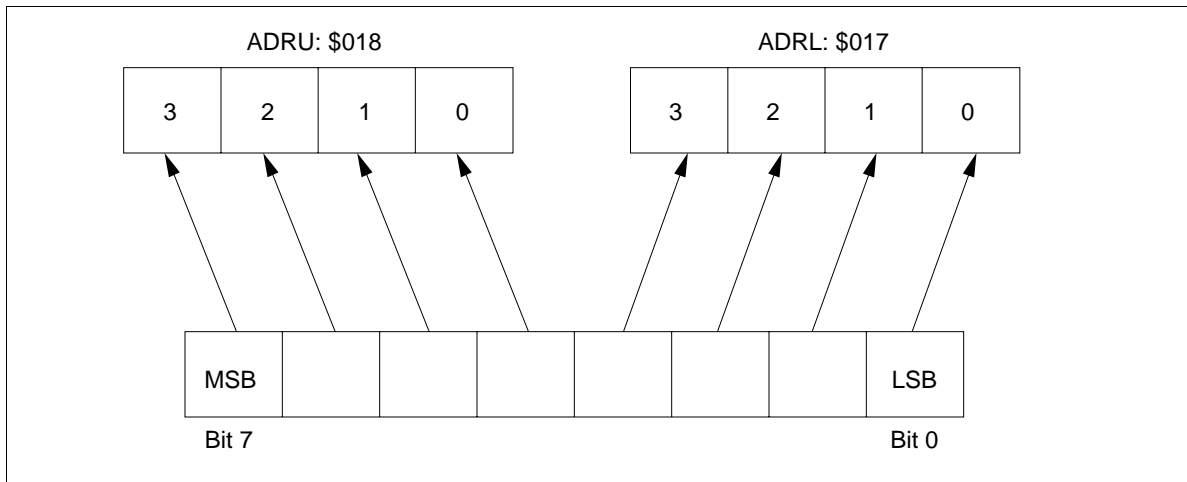 ADRU: $018 ADRL: $017
3 2 1 0 3 2 1 0
MSB LSB
Bit 7 Bit 0